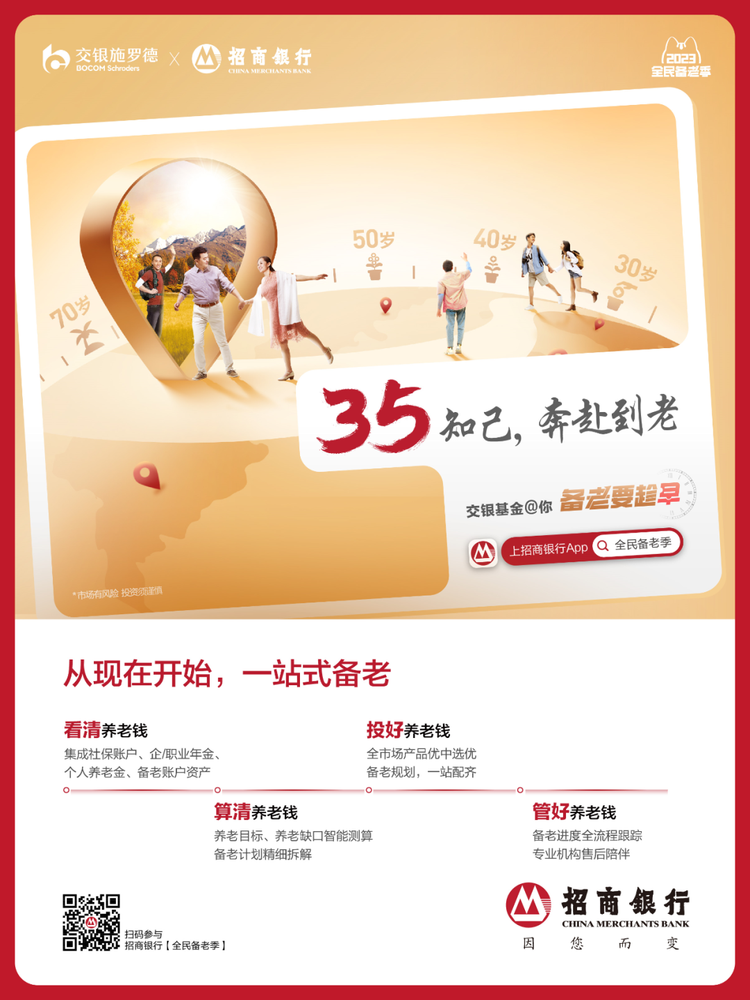 交银施罗德
BOCOM Schroders
X
招商銀行
CHINA MERCHANTS BANK
2023
全民备老季
70岁
50岁
40岁
30岁
35知己，奔赴到老
交银基金@你 备老要趁早
上招商银行App 全民备老季
*市场有风险 投资须谨慎
从现在开始，一站式备老
看清养老钱
集成社保账户、企/职业年金、
个人养老金、备老账户资产
投好养老钱
全市场产品优中选优
备老规划，一站配齐
算清养老钱
养老目标、养老缺口智能测算
备老计划精细拆解
管好养老钱
备老进度全流程跟踪
专业机构售后陪伴
扫码参与
招商银行【全民备老季】
招商銀行
CHINA MERCHANTS BANK
因您而变